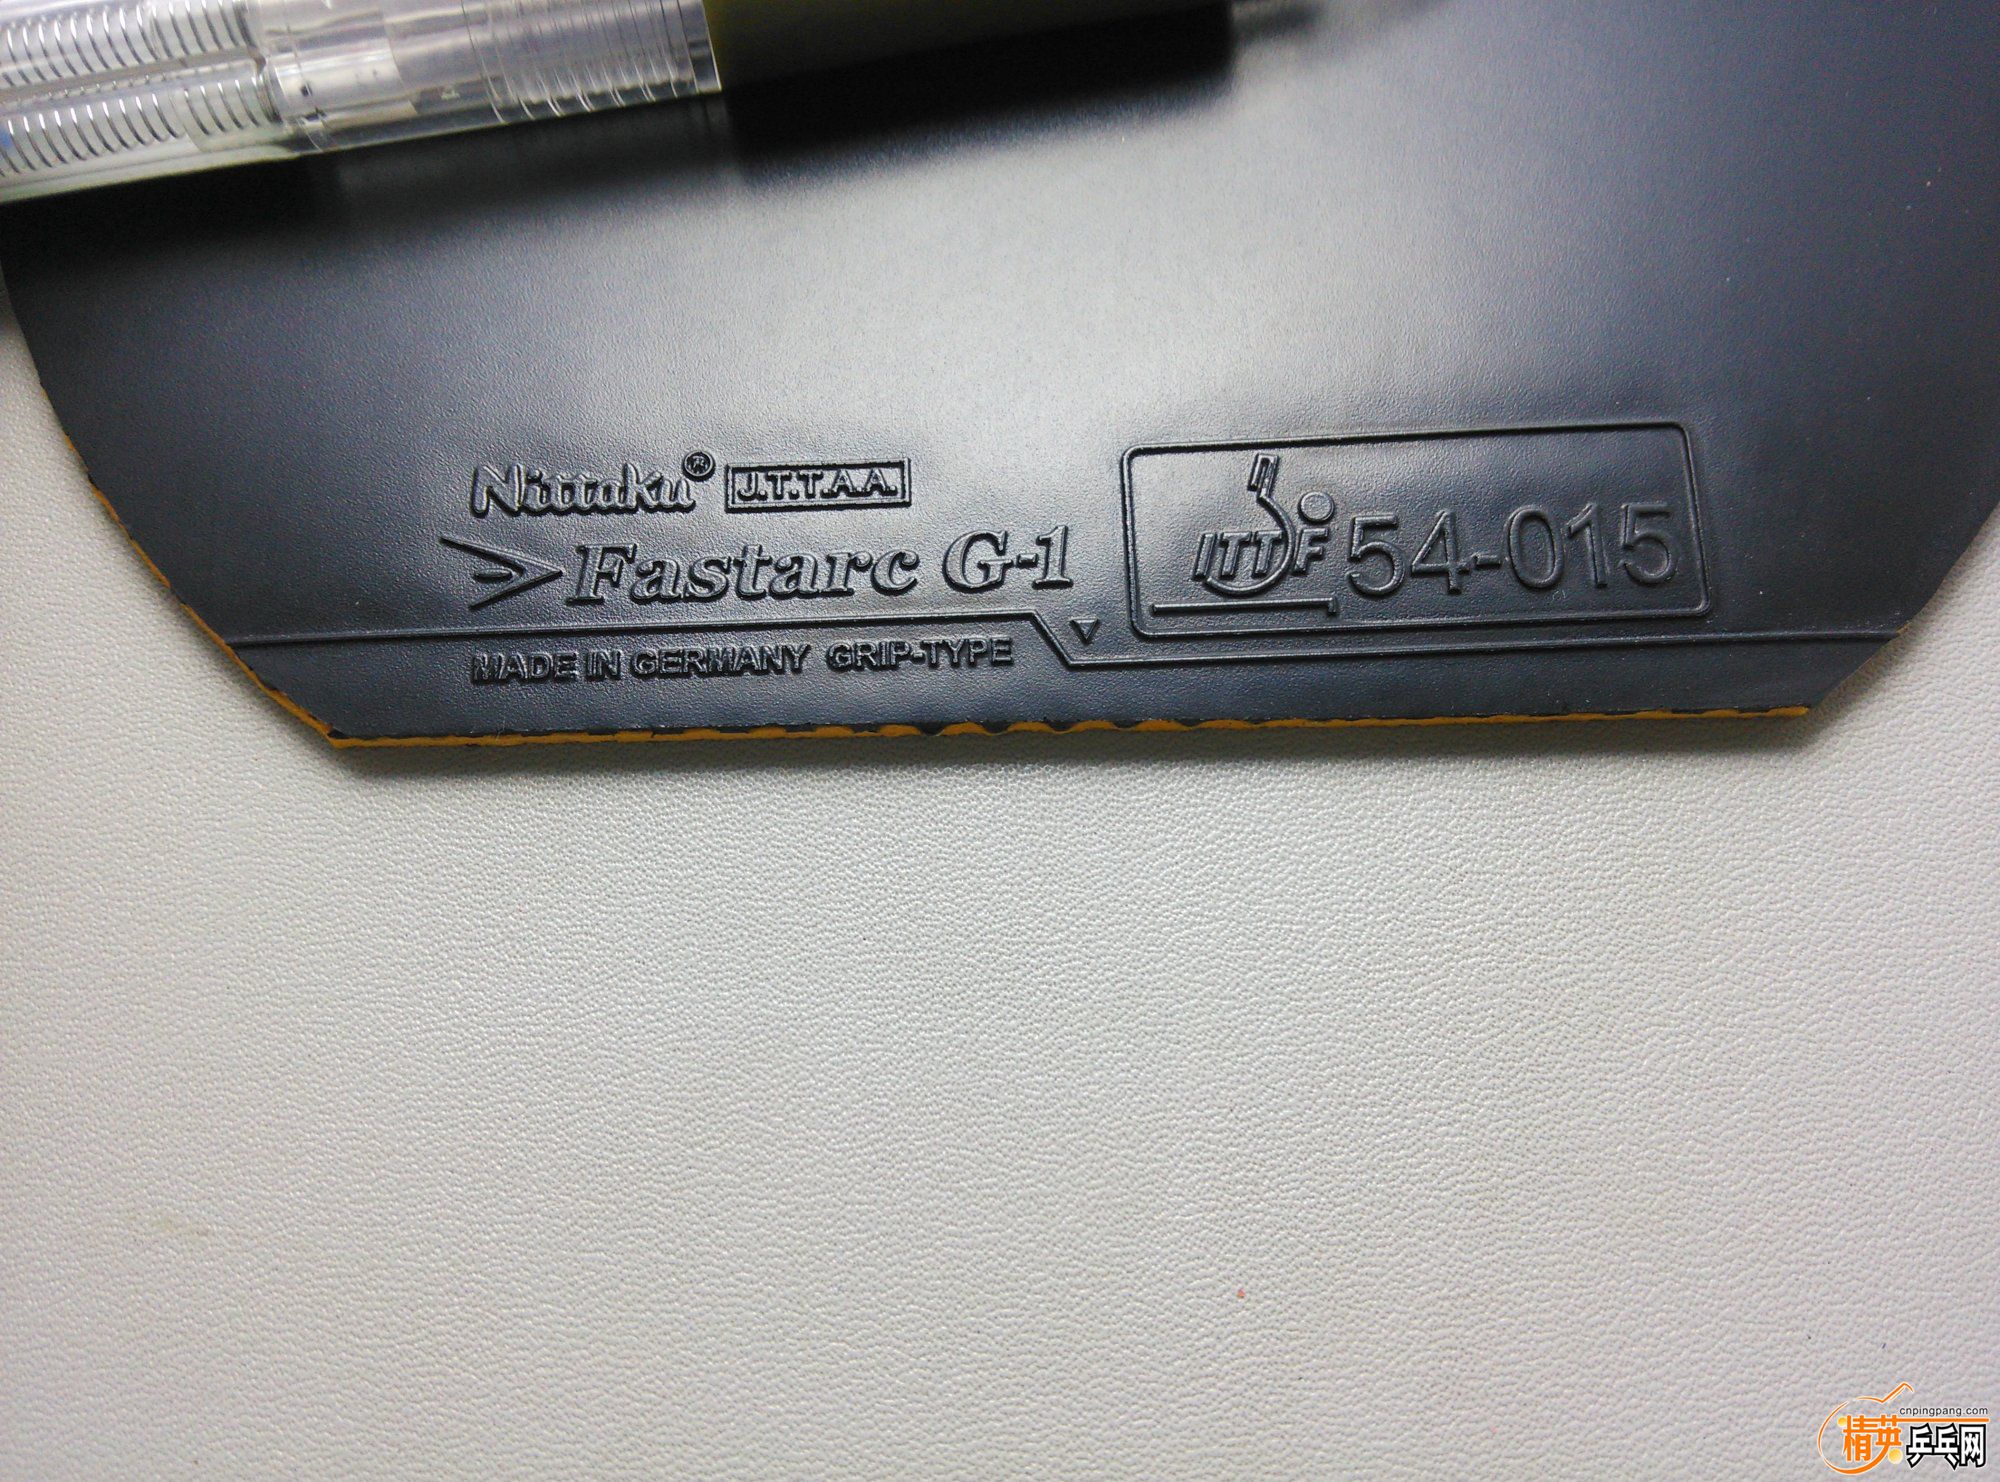 Nittaku® J.T.T.A.A.
Fastarc G-1
ITTF 54-015
MADE IN GERMANY GRIP-TYPE
cnpingpang.com
精英乒乓网